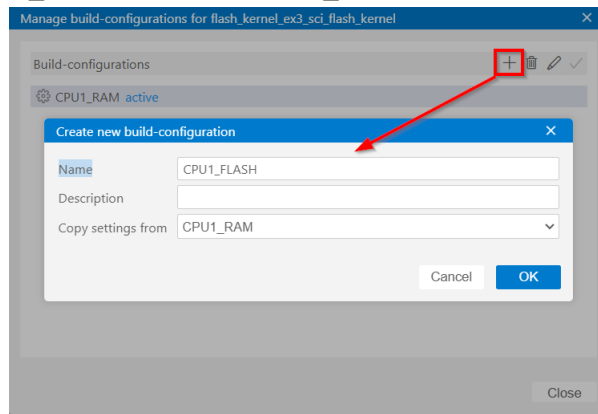 Manage build-configurations for flash_kernel_ex3_sci_flash_kernel
Build-configurations
CPU1_RAM active
Create new build-configuration
Name CPU1_FLASH
Description
Copy settings from CPU1_RAM
Cancel OK
Close